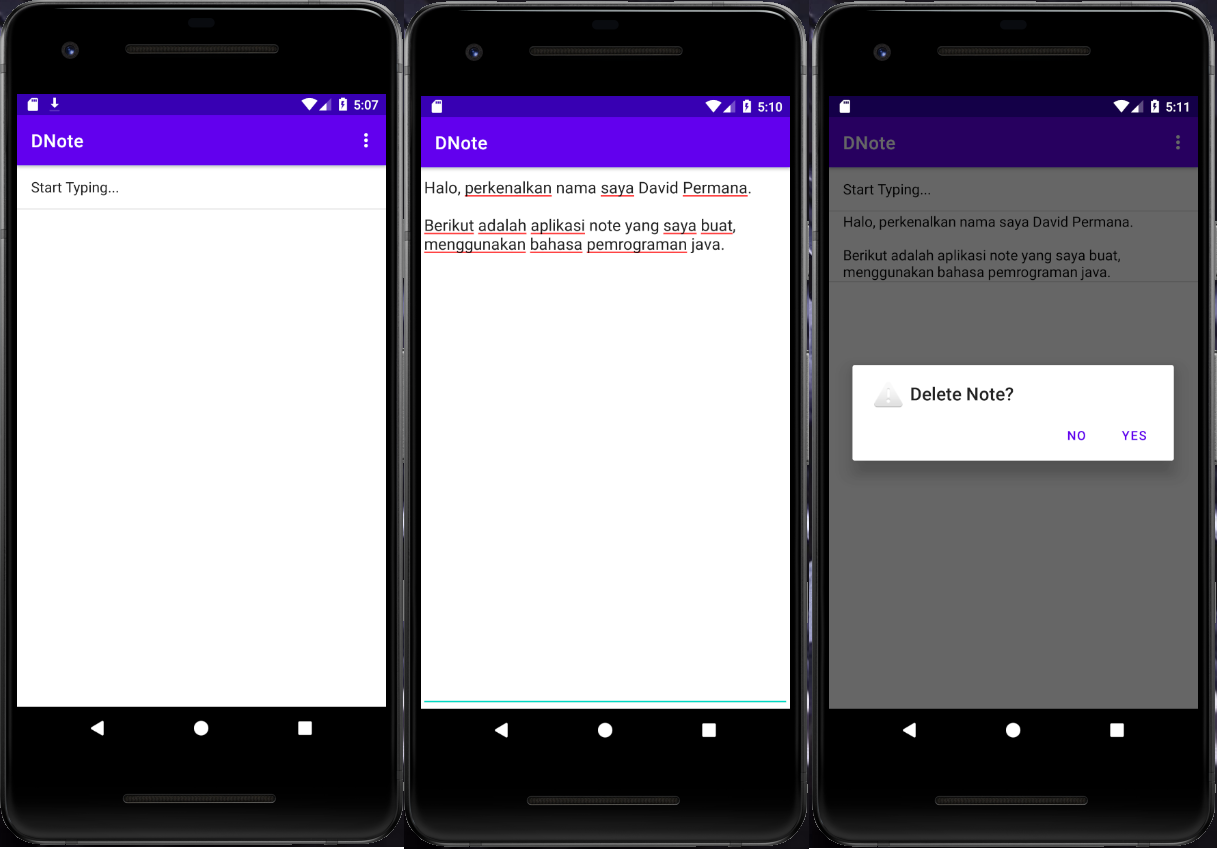 5:07
DNote
Start Typing...
5:10
DNote
Halo, perkenalkan nama saya David Permana.
Berikut adalah aplikasi note yang saya buat,
menggunakan bahasa pemrograman java.
5:11
DNote
Start Typing...
Halo, perkenalkan nama saya David Permana.
Berikut adalah aplikasi note yang saya buat,
menggunakan bahasa pemrograman java.
Delete Note?
NO YES